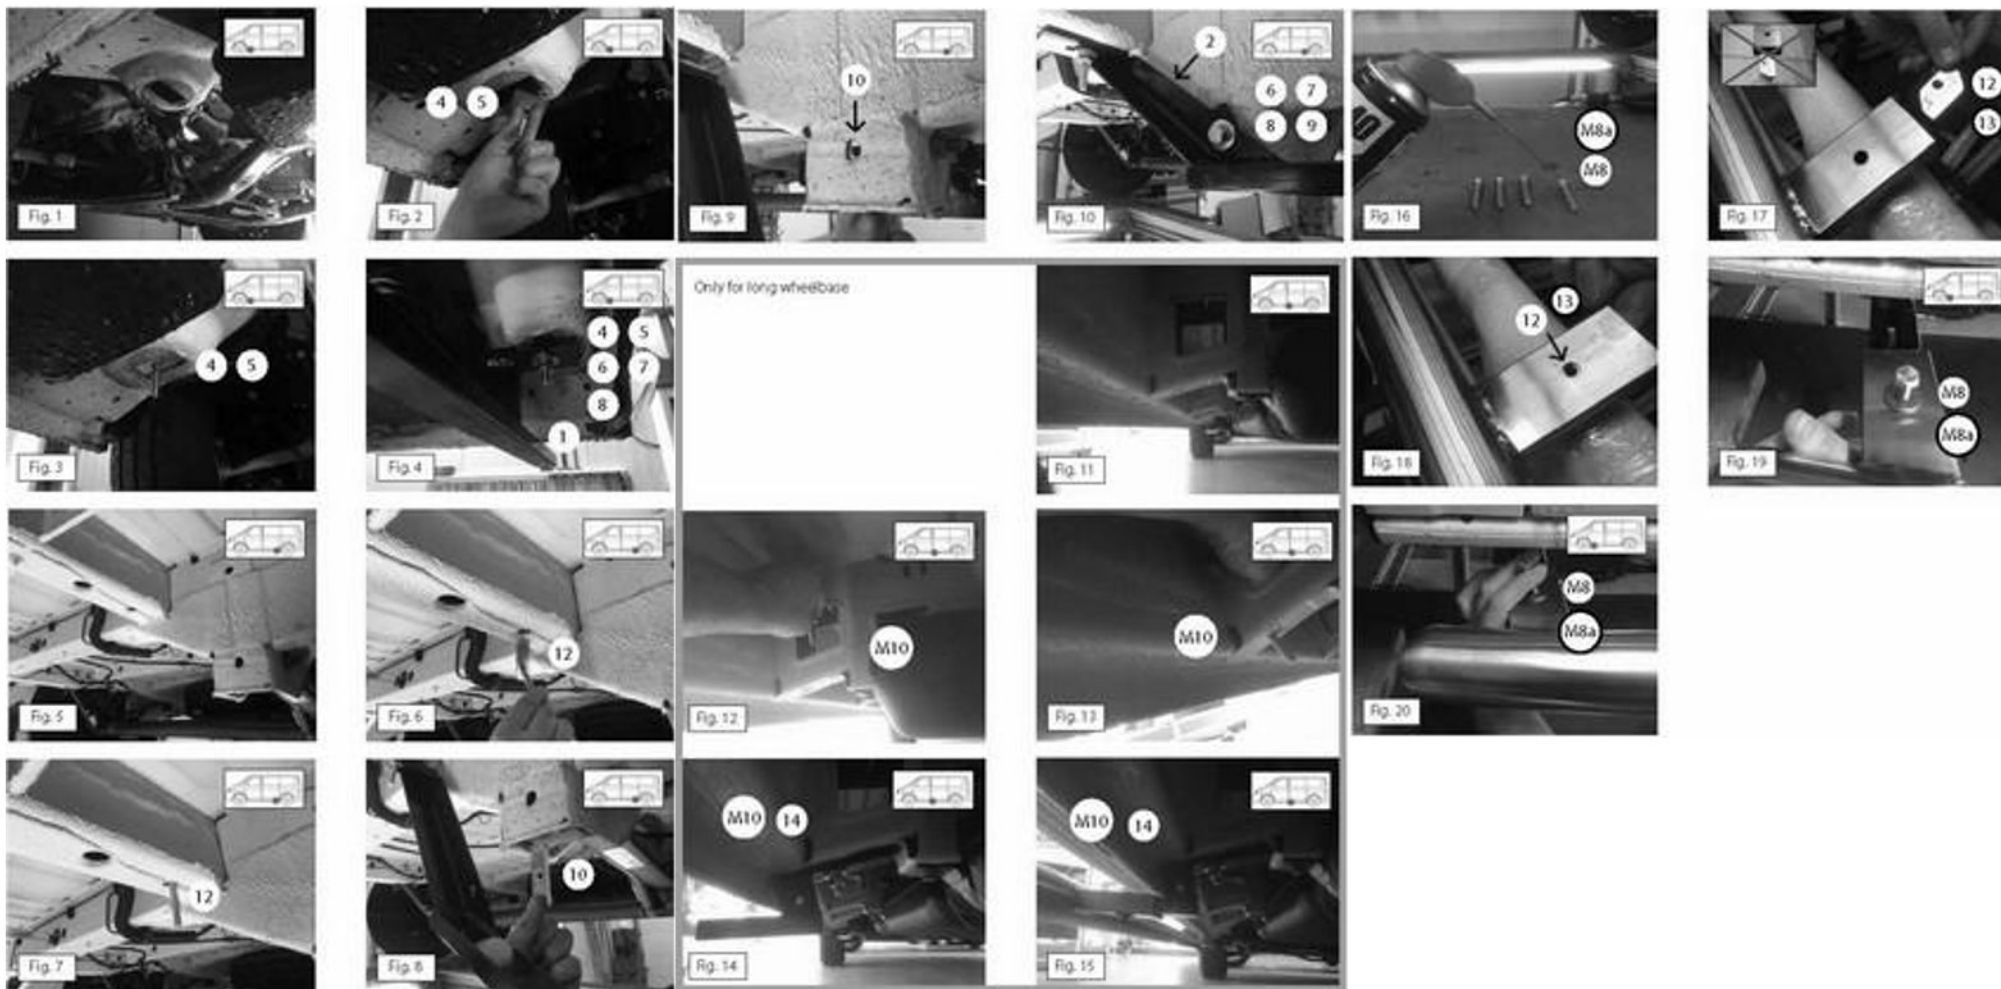 Fig. 1
4 5
Fig. 2
4 5
Fig. 3
4 5
6 7
8
1
Fig. 4
Fig. 5
12
Fig. 6
12
Fig. 7
10
Fig. 8
10
Fig. 9
2
6 7
8 9
Fig. 10
Only for long wheelbase
Fig. 11
M10
Fig. 12
M10
Fig. 13
M10 14
Fig. 14
M10 14
Fig. 15
M8a
M8
Fig. 16
12
13
Fig. 17
13
12
Fig. 18
M8
M8a
Fig. 19
M8
M8a
Fig. 20